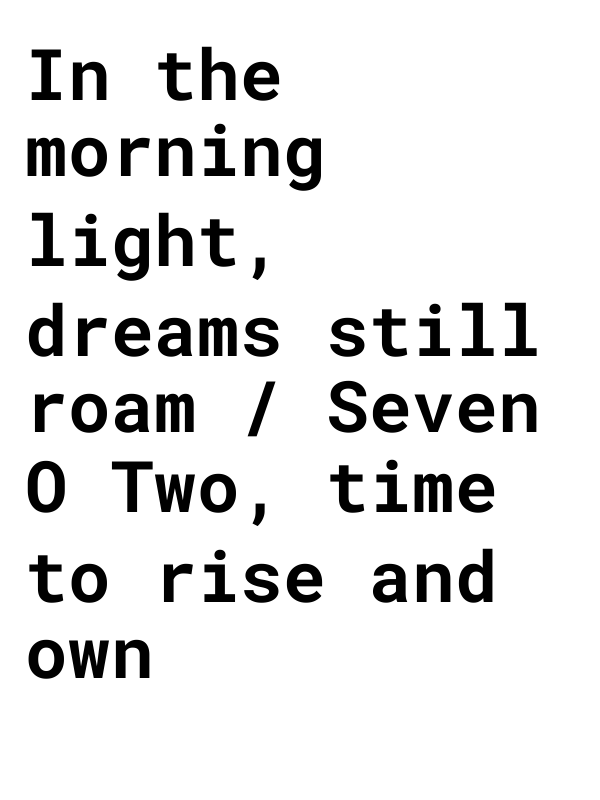 In the
morning
light,
dreams still
roam / Seven
O Two, time
to rise and
own